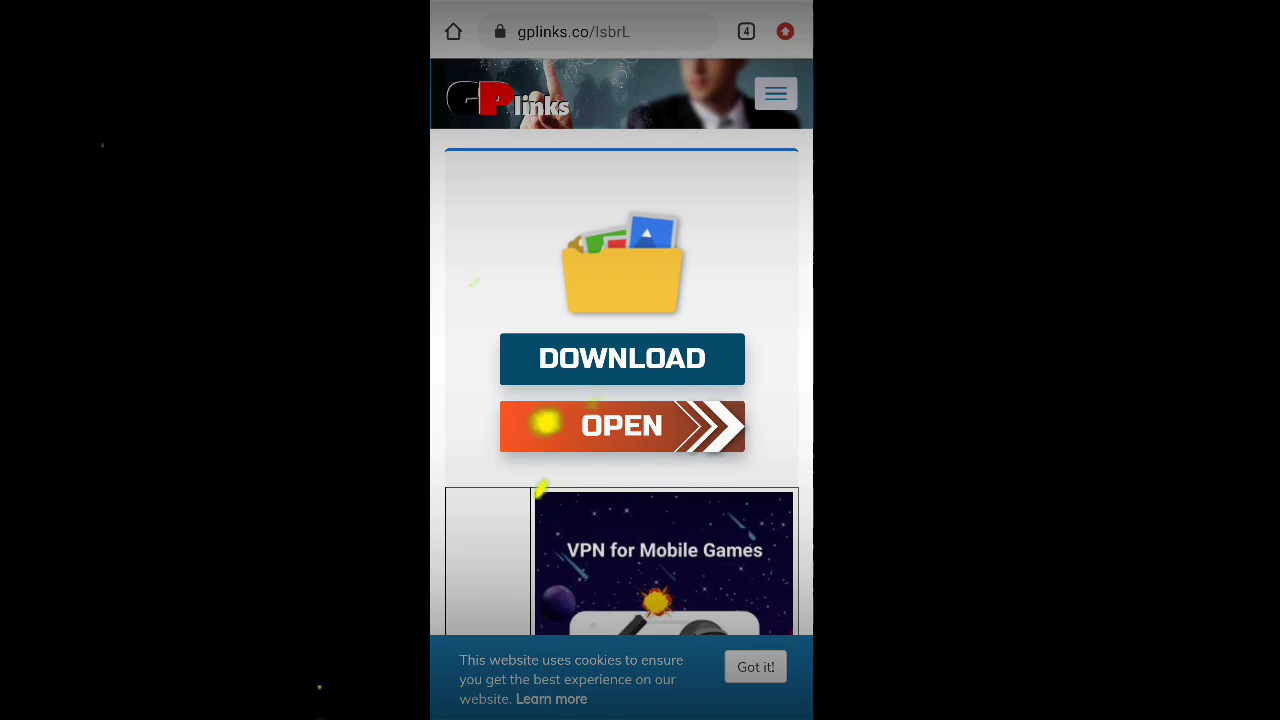 gplinks.co/IsbrL
4
GPlinks
DOWNLOAD
OPEN
VPN for Mobile Games
This website uses cookies to ensure
you get the best experience on our
website. Learn more
Got it!